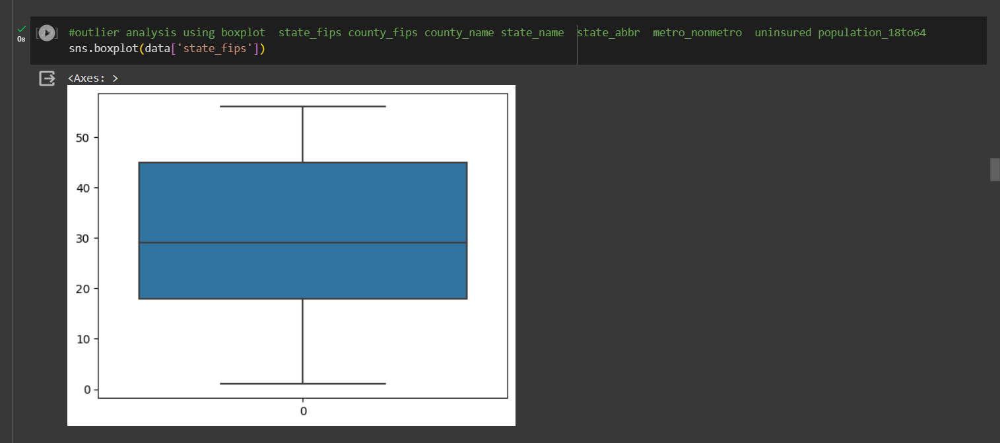 #outlier analysis using boxplot  state_fips county_fips county_name state_name  state_abbr  metro_nonmetro  uninsured population_18to64
0s
sns.boxplot(data['state_fips'])
<Axes: >
50
40
30
20
10
0
0